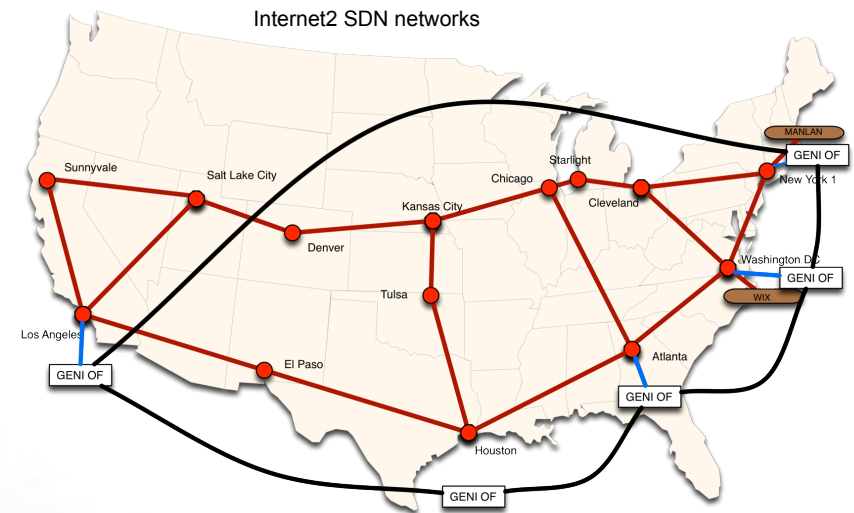 Internet2 SDN networks
MANLAN
GENI OF
Starlight
Sunnyvale
Salt Lake City
Chicago
New York 1
Kansas City
Cleveland
Denver
Washington DC
GENI OF
Tulsa
WIX
Los Angeles
Atlanta
El Paso
GENI OF
GENI OF
Houston
GENI OF